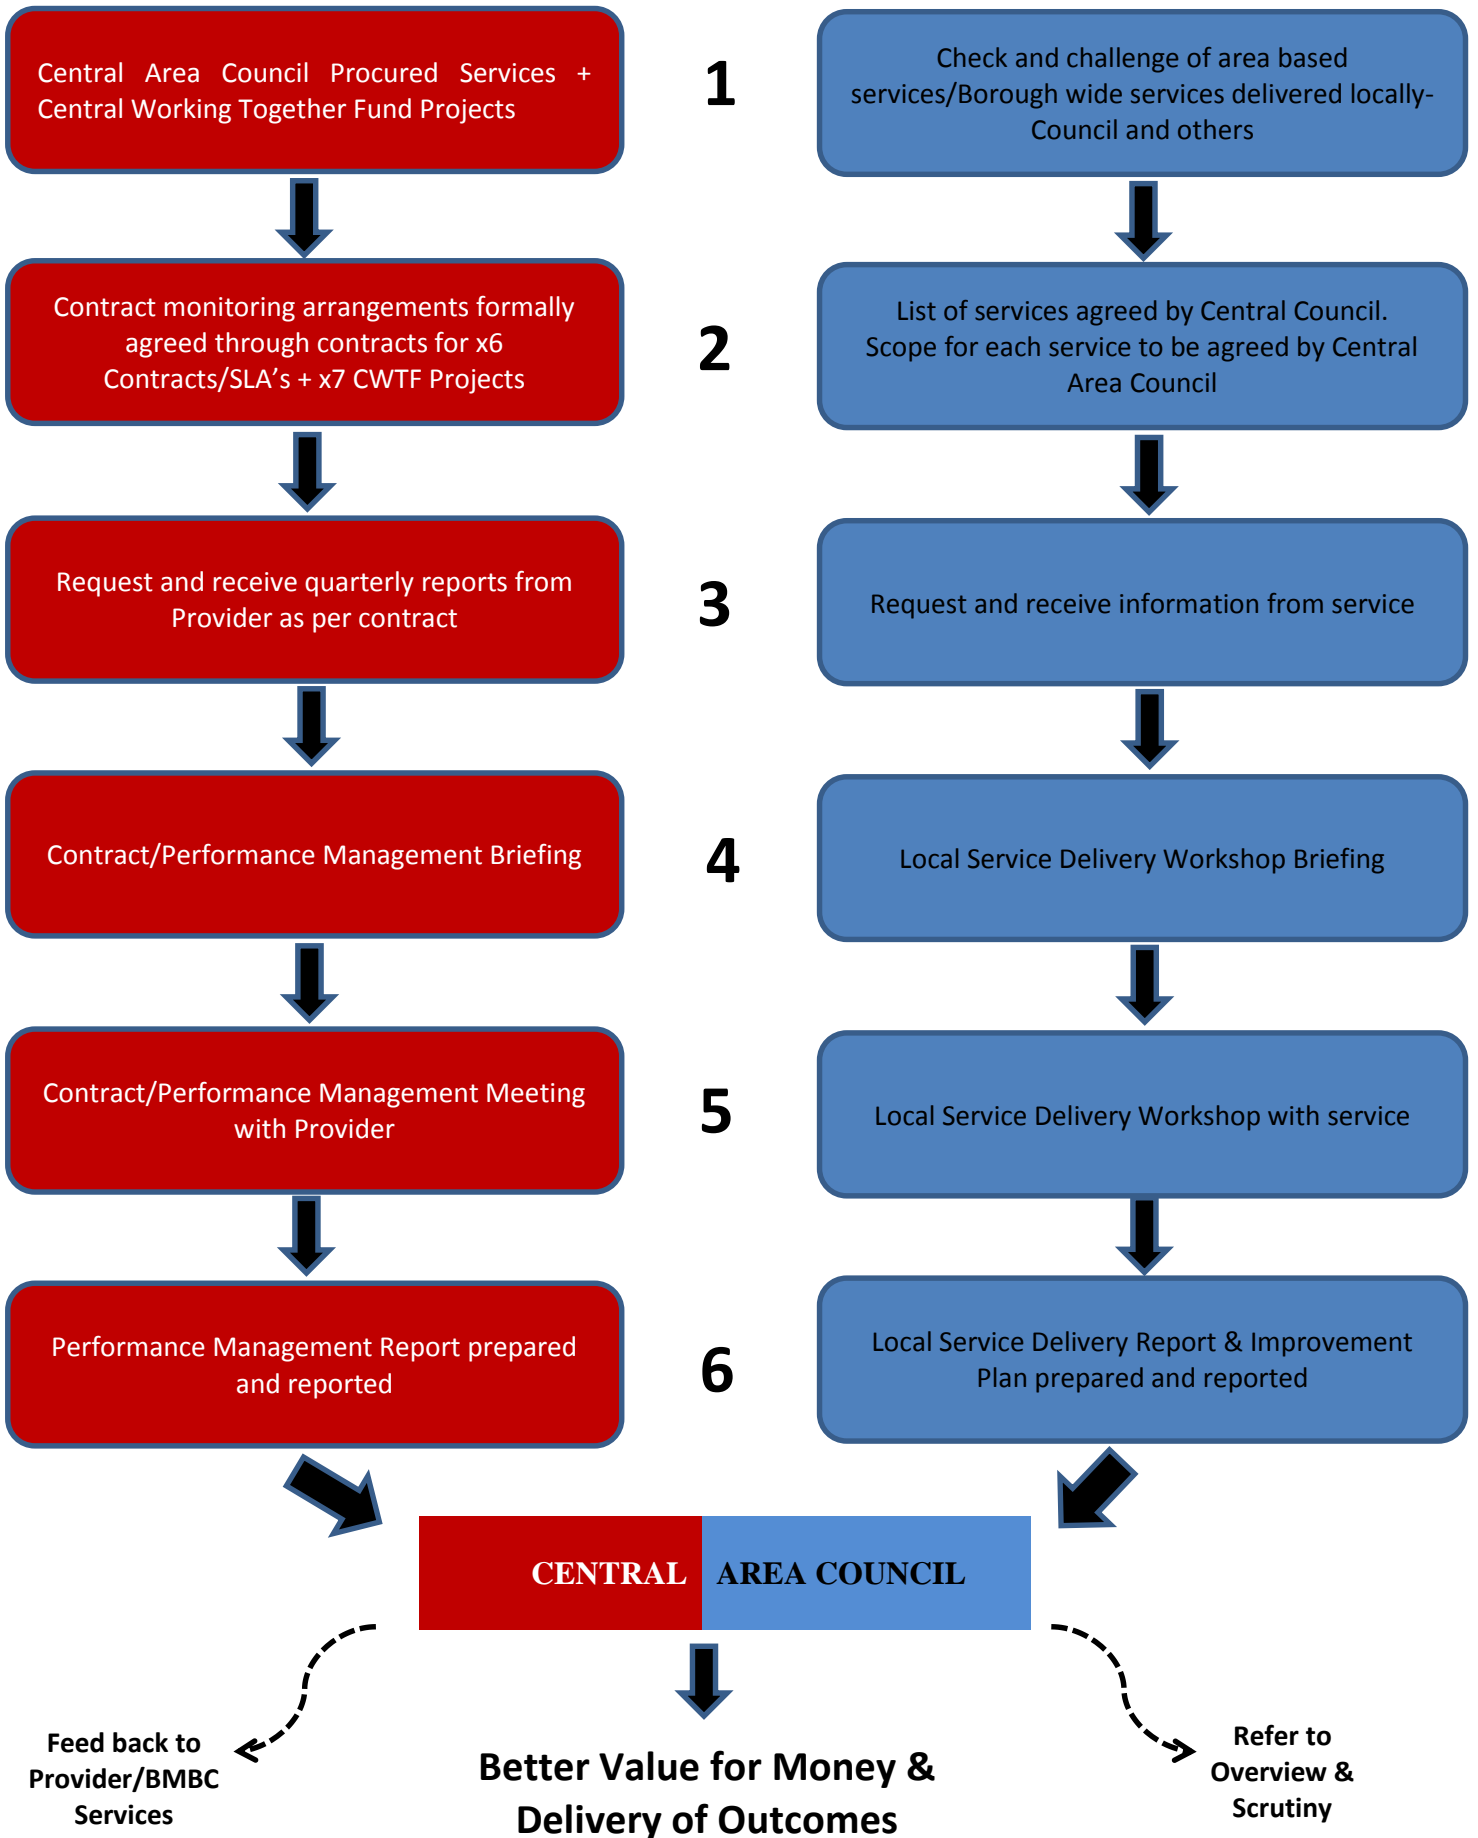 Central Area Council Procured Services +
Central Working Together Fund Projects
1
Check and challenge of area based
services/Borough wide services delivered locally-
Council and others
Contract monitoring arrangements formally
agreed through contracts for x6
Contracts/SLA's + x7 CWTF Projects
2
List of services agreed by Central Council.
Scope for each service to be agreed by Central
Area Council
Request and receive quarterly reports from
Provider as per contract
3
Request and receive information from service
Contract/Performance Management Briefing
4
Local Service Delivery Workshop Briefing
Contract/Performance Management Meeting
with Provider
5
Local Service Delivery Workshop with service
Performance Management Report prepared
and reported
6
Local Service Delivery Report & Improvement
Plan prepared and reported
CENTRAL AREA COUNCIL
Feed back to
Provider/BMBC
Services
Better Value for Money &
Delivery of Outcomes
Refer to
Overview &
Scrutiny